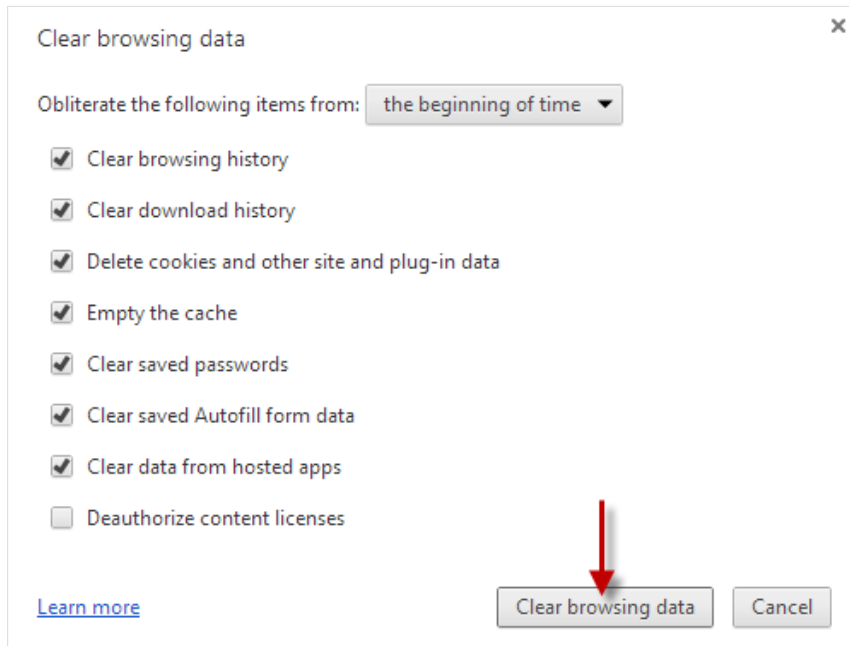 Clear browsing data
Obliterate the following items from: the beginning of time
Clear browsing history
Clear download history
Delete cookies and other site and plug-in data
Empty the cache
Clear saved passwords
Clear saved Autofill form data
Clear data from hosted apps
Deauthorize content licenses
Learn more Clear browsing data Cancel